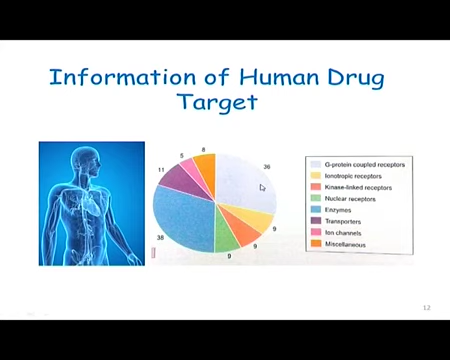 Information of Human Drug
Target
8
5
11
36
38
9
9
9
G-protein coupled receptors
Ionotropic receptors
Kinase-linked receptors
Nuclear receptors
Enzymes
Transporters
Ion channels
Miscellaneous
12